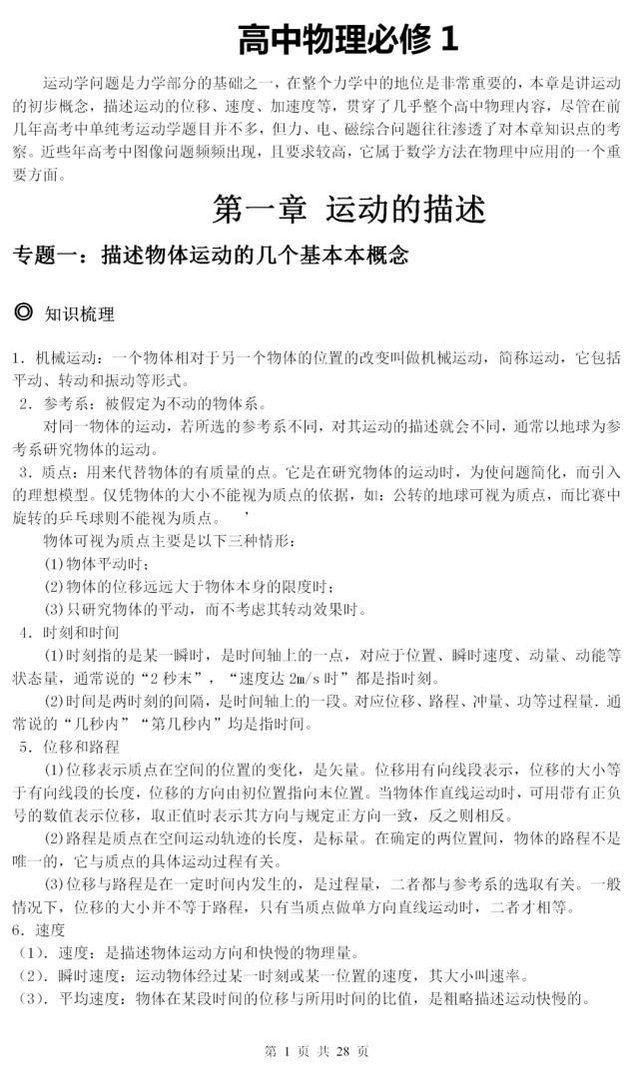 高中物理必修 1
运动学问题是力学部分的基础之一，在整个力学中的地位是非常重要的，本章是讲运动
的初步概念，描述运动的位移、速度、加速度等，贯穿了几乎整个高中物理内容，尽管在前
几年高考中单纯考运动学题目并不多，但力、电、磁综合问题往往渗透了对本章知识点的考
察。近些年高考中图像问题频频出现，且要求较高，它属于数学方法在物理中应用的一个重
要方面。
第一章 运动的描述
专题一：描述物体运动的几个基本本概念
◎ 知识梳理
1．机械运动：一个物体相对于另一个物体的位置的改变叫做机械运动，简称运动，它包括
平动、转动和振动等形式。
2．参考系：被假定为不动的物体系。
对同一物体的运动，若所选的参考系不同，对其运动的描述就会不同，通常以地球为参
考系研究物体的运动。
3．质点：用来代替物体的有质量的点。它是在研究物体的运动时，为使问题简化，而引入
的理想模型。仅凭物体的大小不能视为质点的依据，如：公转的地球可视为质点，而比赛中
旋转的乒乓球则不能视为质点。
物体可视为质点主要是以下三种情形：
(1)物体平动时；
(2)物体的位移远远大于物体本身的限度时；
(3)只研究物体的平动，而不考虑其转动效果时。
4．时刻和时间
(1)时刻指的是某一瞬时，是时间轴上的一点，对应于位置、瞬时速度、动量、动能等
状态量，通常说的“2 秒末”，“速度达 2m/s 时”都是指时刻。
(2)时间是两时刻的间隔，是时间轴上的一段。对应位移、路程、冲量、功等过程量．通
常说的“几秒内”“第几秒内”均是指时间。
5．位移和路程
(1)位移表示质点在空间的位置的变化，是矢量。位移用有向线段表示，位移的大小等
于有向线段的长度，位移的方向由初位置指向末位置。当物体作直线运动时，可用带有正负
号的数值表示位移，取正值时表示其方向与规定正方向一致，反之则相反。
(2)路程是质点在空间运动轨迹的长度，是标量。在确定的两位置间，物体的路程不是
唯一的，它与质点的具体运动过程有关。
(3)位移与路程是在一定时间内发生的，是过程量，二者都与参考系的选取有关。一般
情况下，位移的大小并不等于路程，只有当质点做单方向直线运动时，二者才相等。
6．速度
（1）．速度：是描述物体运动方向和快慢的物理量。
（2）．瞬时速度：运动物体经过某一时刻或某一位置的速度，其大小叫速率。
（3）．平均速度：物体在某段时间的位移与所用时间的比值，是粗略描述运动快慢的。
第 1 页 共 28 页